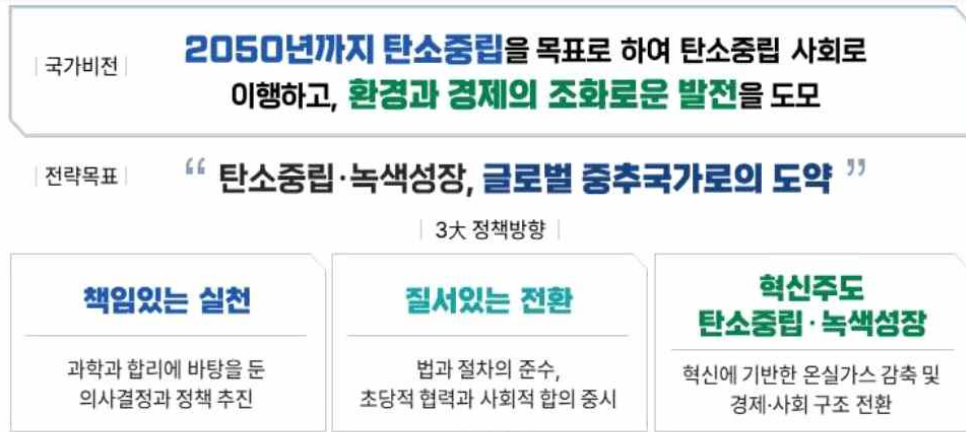 국가비전
2050년까지 탄소중립을 목표로 하여 탄소중립 사회로
이행하고, 환경과 경제의 조화로운 발전을 도모
전략목표
“ 탄소중립·녹색성장, 글로벌 중추국가로의 도약 ”
3大 정책방향
책임있는 실천
과학과 합리에 바탕을 둔
의사결정과 정책 추진
질서있는 전환
법과 절차의 준수,
초당적 협력과 사회적 합의 중시
혁신주도
탄소중립·녹색성장
혁신에 기반한 온실가스 감축 및
경제·사회 구조 전환